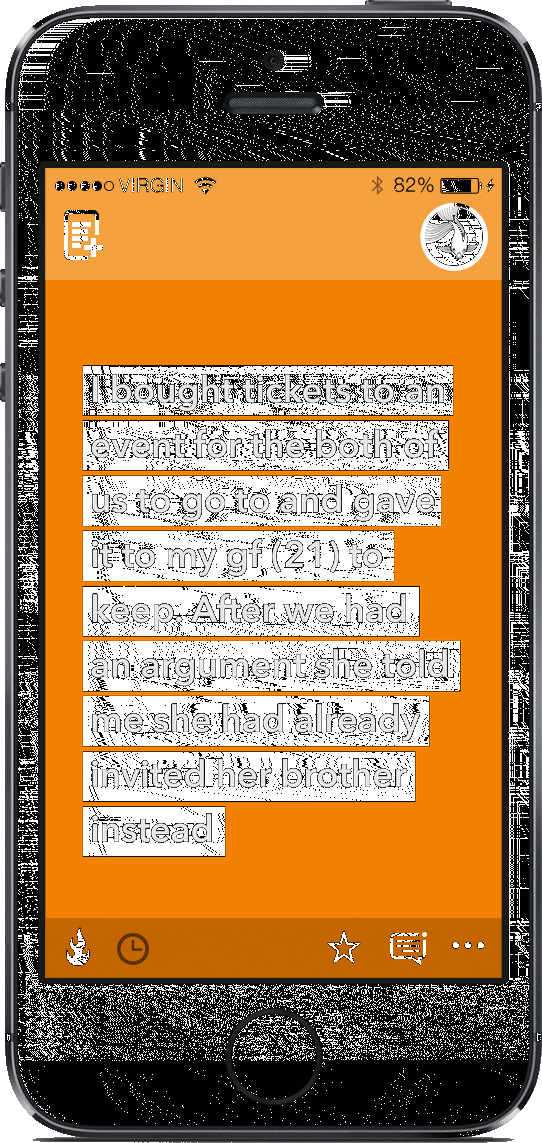 VIRGIN 82%
I bought tickets to an
event for the both of
us to go to and gave
it to my gf (21) to
keep. After we had
an argument she told
me she had already
invited her brother
instead